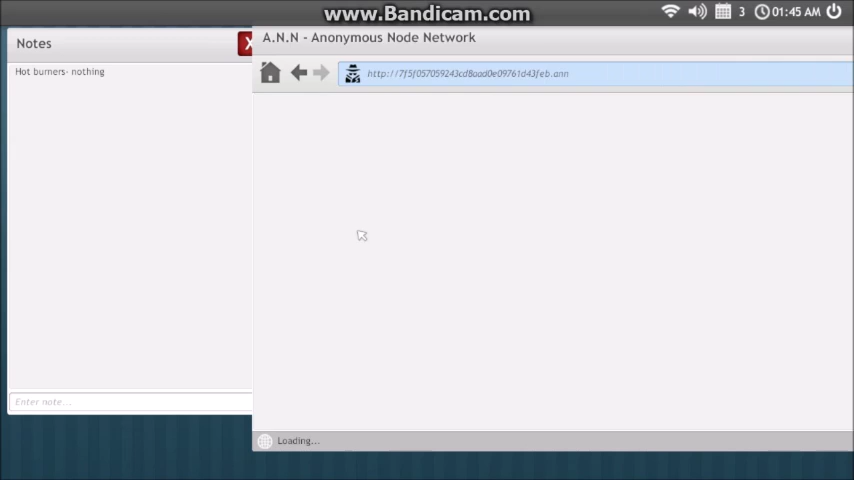 www.Bandicam.com
3 01:45 AM
Notes
X
A.N.N - Anonymous Node Network
http://7f5f057059243cd8aad0e09761d43feb.ann
Hot burners- nothing
Enter note...
Loading...